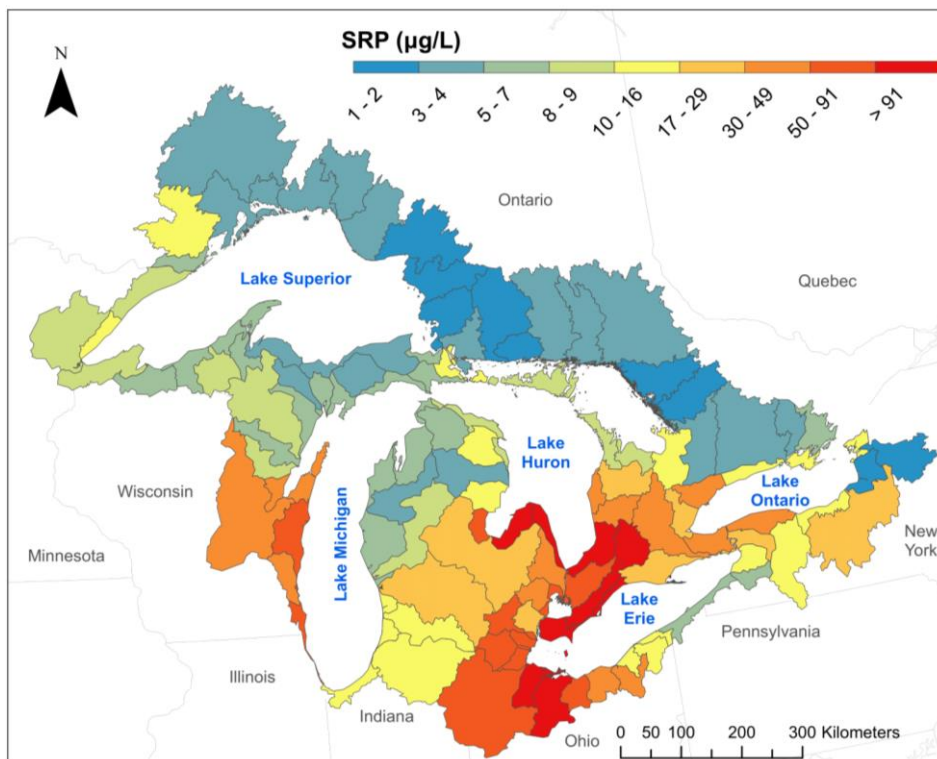 SRP (µg/L)
N
1 - 2
3 - 4
5 - 7
8 - 9
10 - 16
17 - 29
30 - 49
50 - 91
> 91
Ontario
Quebec
Lake Superior
Lake
Huron
Lake
Ontario
Wisconsin
Minnesota
Lake Michigan
New
York
Lake
Erie
Pennsylvania
Illinois
Indiana
Ohio
0 50 100 200 300 Kilometers